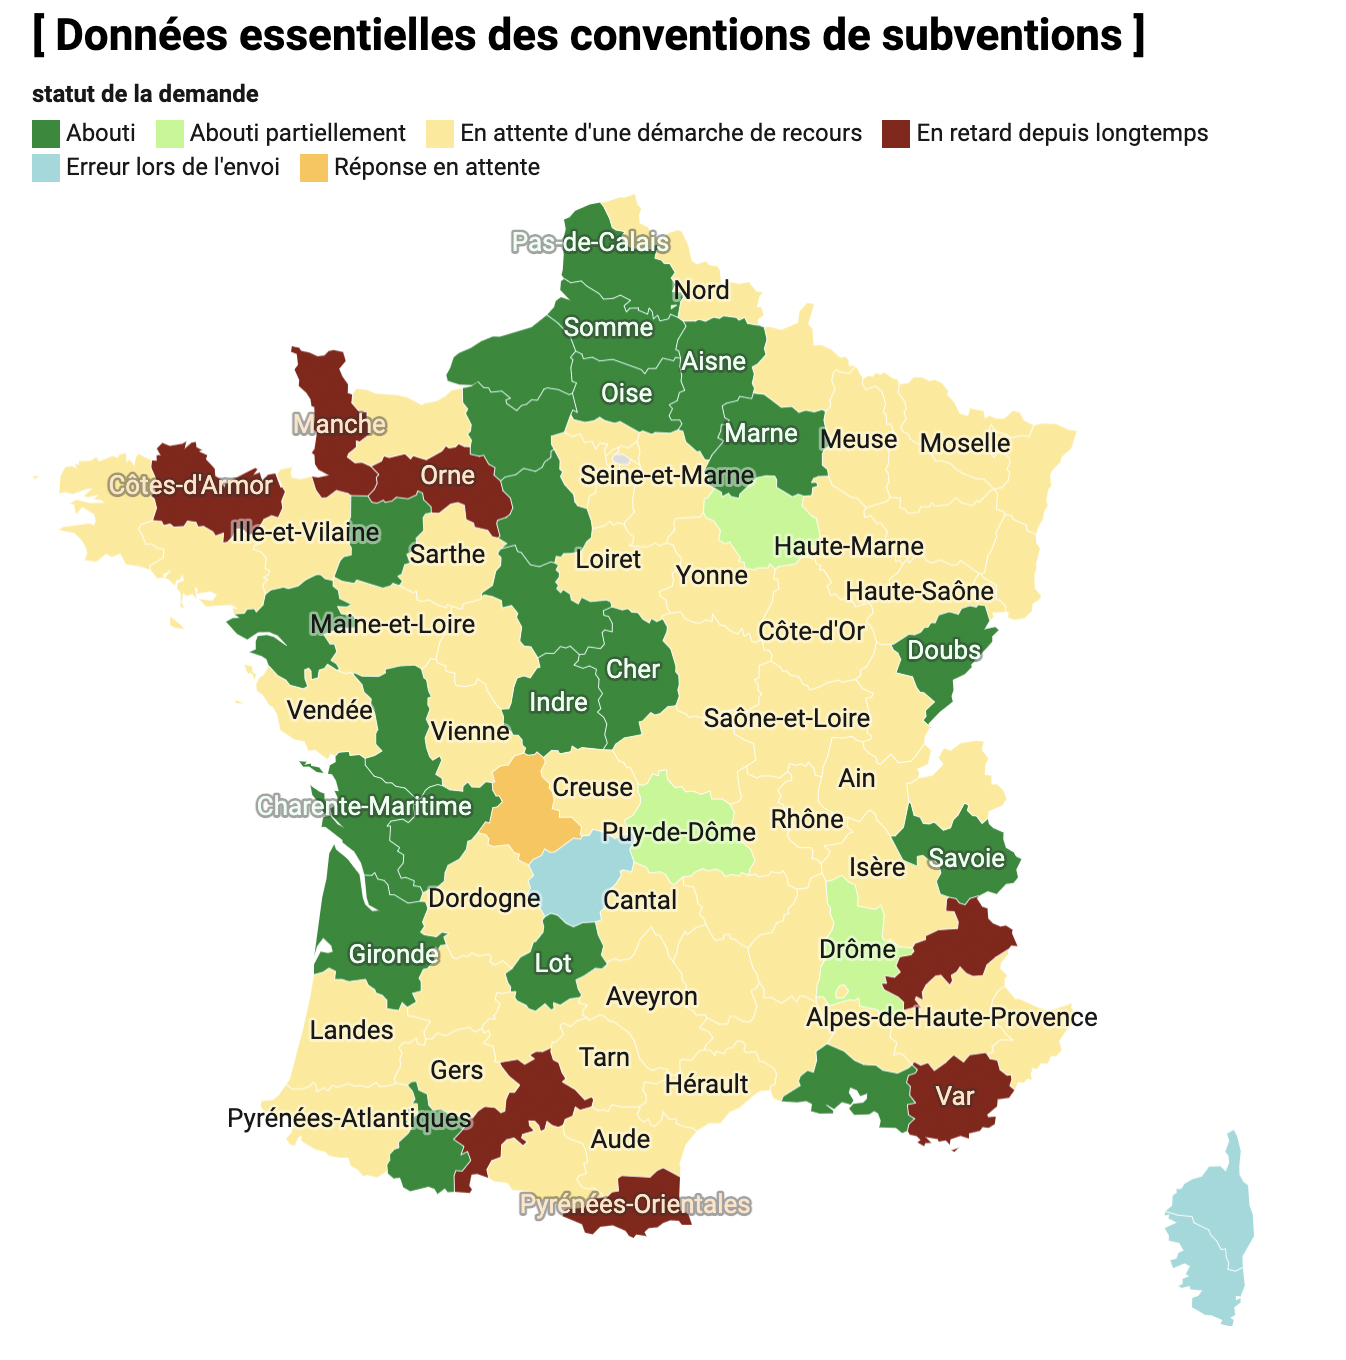 [ Données essentielles des conventions de subventions ]
statut de la demande
Abouti Abouti partiellement En attente d'une démarche de recours En retard depuis longtemps
Erreur lors de l'envoi Réponse en attente
Pas-de-Calais
Nord
Somme
Aisne
Oise
Manche
Marne
Meuse
Moselle
Côtes-d'Armor
Orne
Seine-et-Marne
Ille-et-Vilaine
Sarthe
Loiret
Haute-Marne
Yonne
Haute-Saône
Maine-et-Loire
Côte-d'Or
Doubs
Cher
Indre
Vendée
Vienne
Saône-et-Loire
Ain
Creuse
Charente-Maritime
Rhône
Puy-de-Dôme
Savoie
Isère
Dordogne
Cantal
Drôme
Gironde
Lot
Aveyron
Alpes-de-Haute-Provence
Landes
Tarn
Gers
Hérault
Var
Pyrénées-Atlantiques
Aude
Pyrénées-Orientales